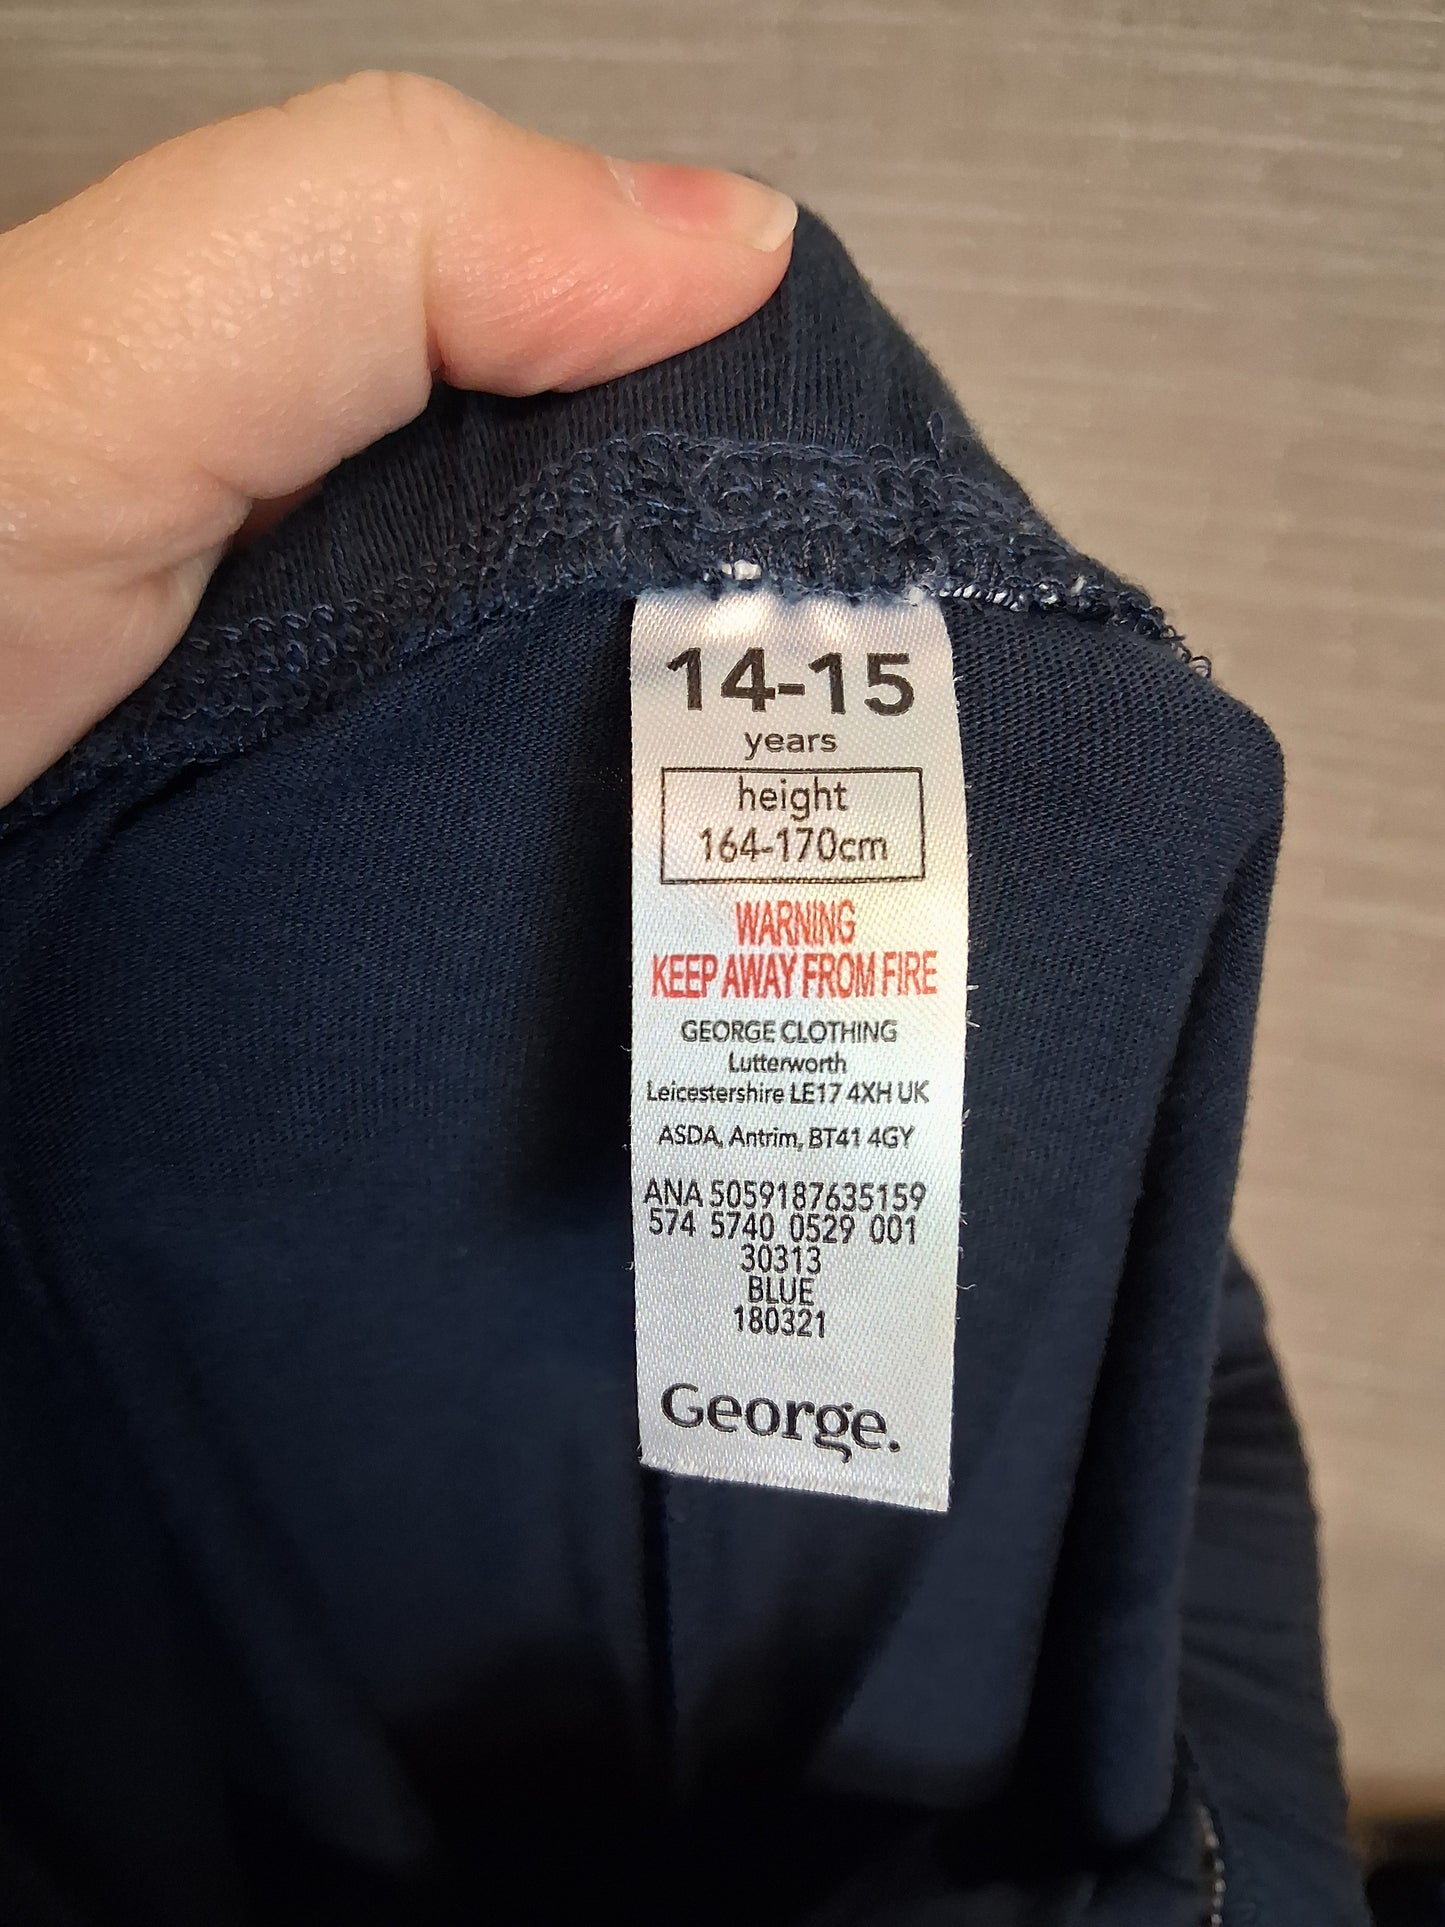 14-15
years
height
164-170cm
WARNING
KEEP AWAY FROM FIRE
GEORGE CLOTHING
Lutterworth
Leicestershire LE17 4XH UK
ASDA, Antrim, BT41 4GY
ANA 5059187635159
574 5740 0529 001
30313
BLUE
180321
George.